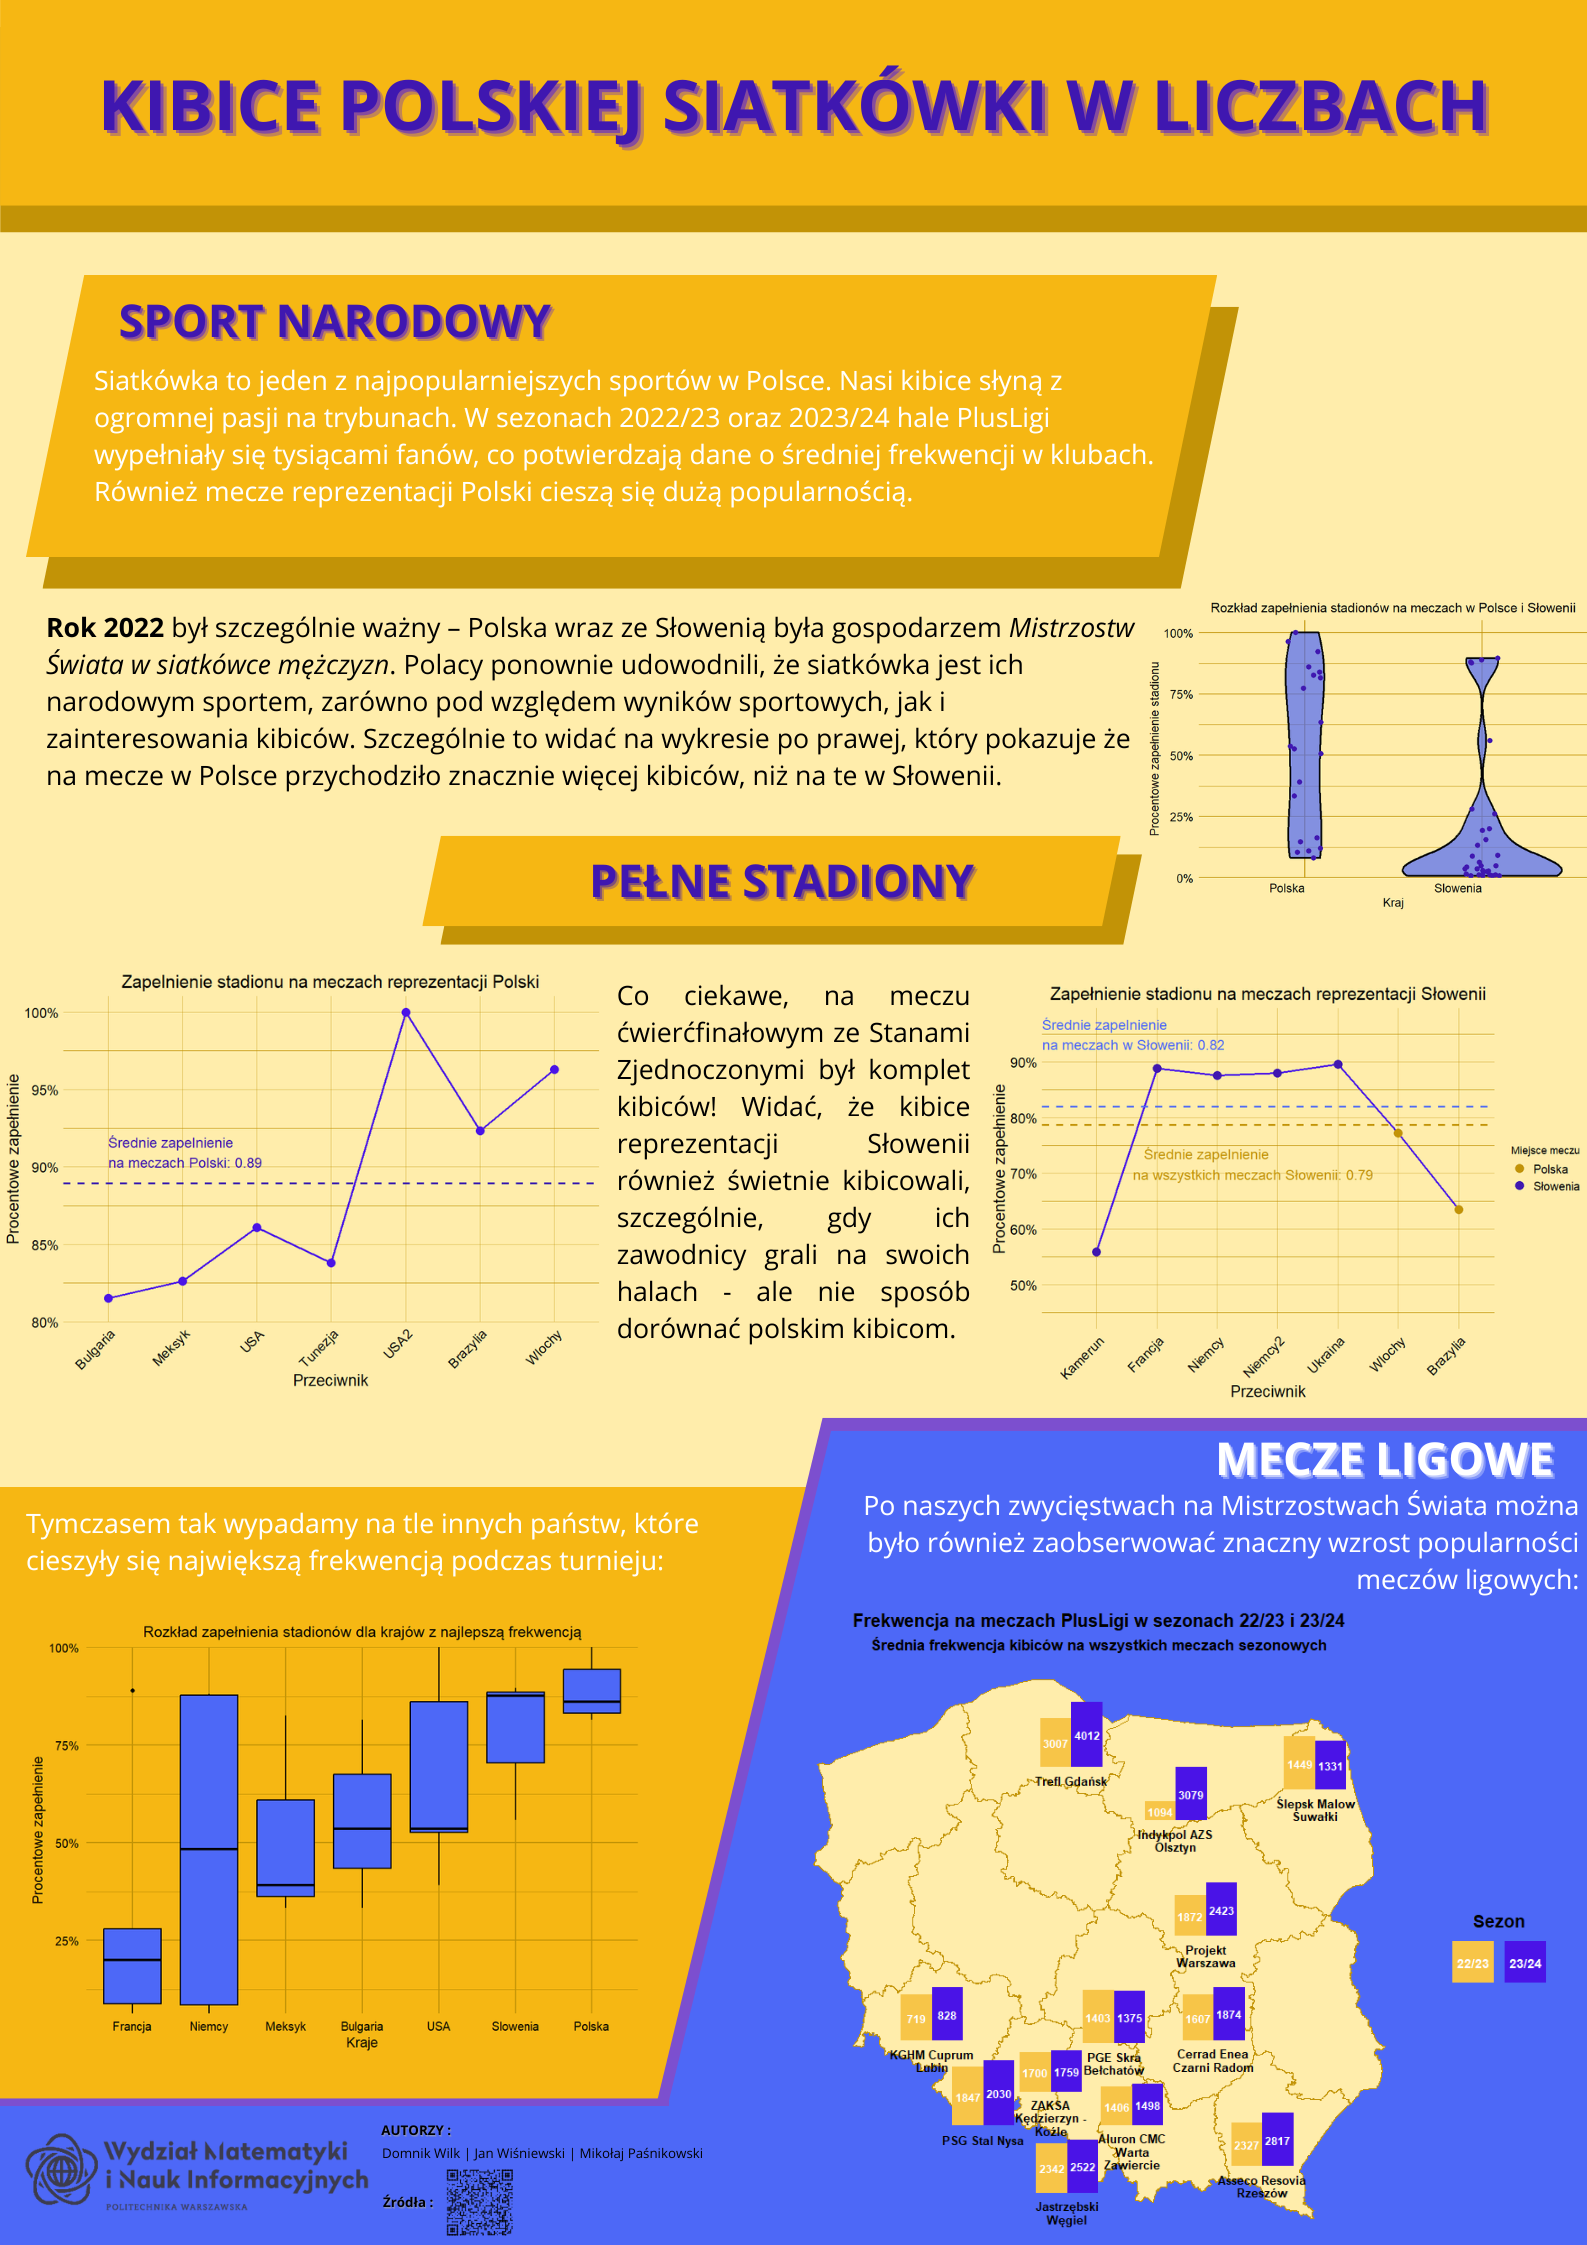 KIBICE POLSKIEJ SIATKÓWKI W LICZBACH
SPORT NARODOWY
Siatkówka to jeden z najpopularniejszych sportów w Polsce. Nasi kibice słyną z
ogromnej pasji na trybunach. W sezonach 2022/23 oraz 2023/24 hale PlusLigi
wypełniały się tysiącami fanów, co potwierdzają dane o średniej frekwencji w klubach.
Również mecze reprezentacji Polski cieszą się dużą popularnością.
Rok 2022 był szczególnie ważny – Polska wraz ze Słowenią była gospodarzem Mistrzostw
Świata w siatkówce mężczyzn. Polacy ponownie udowodnili, że siatkówka jest ich
narodowym sportem, zarówno pod względem wyników sportowych, jak i
zainteresowania kibiców. Szczególnie to widać na wykresie po prawej, który pokazuje że
na mecze w Polsce przychodziło znacznie więcej kibiców, niż na te w Słowenii.
Rozkład zapełnienia stadionów na meczach w Polsce i Słowenii
Procentowe zapełnienie stadionu
100%
75%
50%
25%
0%
Polska
Słowenia
Kraj
PEŁNE STADIONY
Zapelnienie stadionu na meczach reprezentacji Polski
Procentowe zapełnienie
100%
95%
90%
85%
80%
Średnie zapelnienie
na meczach Polski: 0.89
Bulgaria
Meksyk
USA
Tunezja
USA2
Brazylia
Wlochy
Przeciwnik
Co ciekawe, na meczu
ćwierćfinałowym ze Stanami
Zjednoczonymi był komplet
kibiców! Widać, że kibice
reprezentacji Słowenii
również świetnie kibicowali,
szczególnie, gdy ich
zawodnicy grali na swoich
halach - ale nie sposób
dorównać polskim kibicom.
Zapełnienie stadionu na meczach reprezentacji Słowenii
Procentowe zapełnienie
Średnie zapelnienie
na meczach w Słowenii: 0.82
90%
80%
70%
60%
50%
Średnie zapelnienie
na wszystkich meczach Słowenii: 0.79
Kamerun
Francja
Niemcy
Niemcy2
Ukraina
Wlochy
Brazylia
Przeciwnik
Miejsce meczu
Polska
Słowenia
Tymczasem tak wypadamy na tle innych państw, które
cieszyły się największą frekwencją podczas turnieju:
Rozkład zapełnienia stadionów dla krajów z najlepszą frekwencją
Procentowe zapełnienie
100%
75%
50%
25%
Francja
Niemcy
Meksyk
Bulgaria
USA
Slowenia
Polska
Kraje
MECZE LIGOWE
Po naszych zwycięstwach na Mistrzostwach Świata można
było również zaobserwować znaczny wzrost popularności
meczów ligowych:
Frekwencja na meczach PlusLigi w sezonach 22/23 i 23/24
Średnia frekwencja kibiców na wszystkich meczach sezonowych
3007 4012
Trefl Gdańsk
1094 3079
Indykpol AZS
Olsztyn
1449 1331
Ślepsk Malow
Suwałki
1872 2423
Projekt
Warszawa
Sezon
22/23 23/24
719 828
KGHM Cuprum
Lubin
1403 1375
PGE Skra
Bełchatów
1607 1874
Cerrad Enea
Czarni Radom
1847 2030
PSG Stal Nysa
1700 1759
ZAKSA
Kędzierzyn -
Koźle
1406 1498
Aluron CMC
Warta
Zawiercie
2327 2817
Asseco Resovia
Rzeszów
2342 2522
Jastrzębski
Węgiel
Wydział Matematyki
i Nauk Informacyjnych
POLITECHNIKA WARSZAWSKA
AUTORZY :
Domnik Wilk | Jan Wiśniewski | Mikołaj Paśnikowski
Źródła :